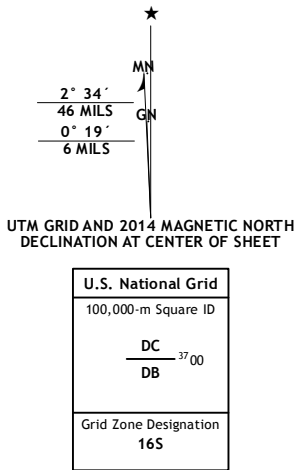 ★
MN
2° 34´
46 MILS
GN
0° 19´
6 MILS
UTM GRID AND 2014 MAGNETIC NORTH
DECLINATION AT CENTER OF SHEET
U.S. National Grid
100,000-m Square ID
DC
3700
DB
Grid Zone Designation
16S